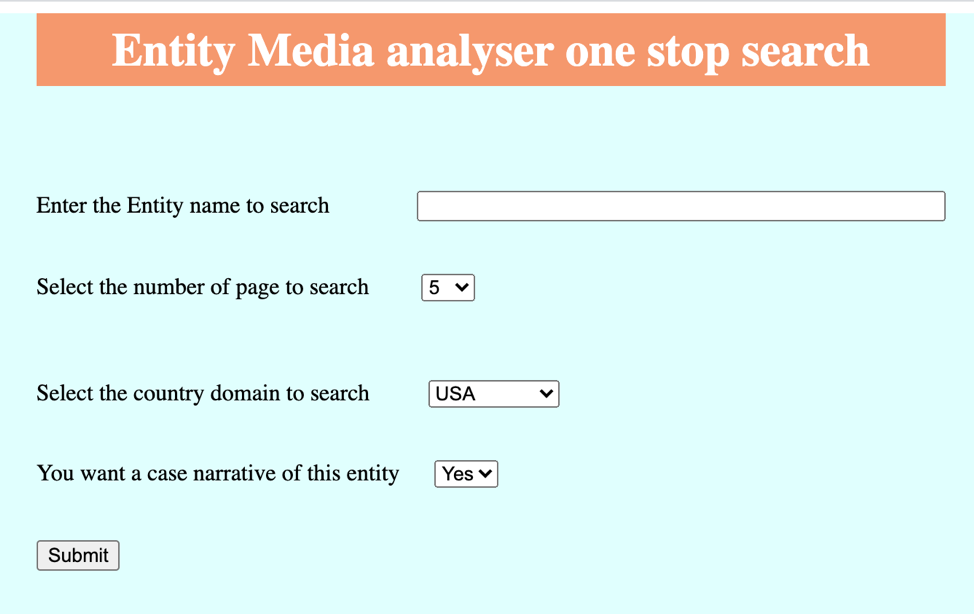 Entity Media analyser one stop search
Enter the Entity name to search
Select the number of page to search 5
Select the country domain to search USA
You want a case narrative of this entity Yes
Submit